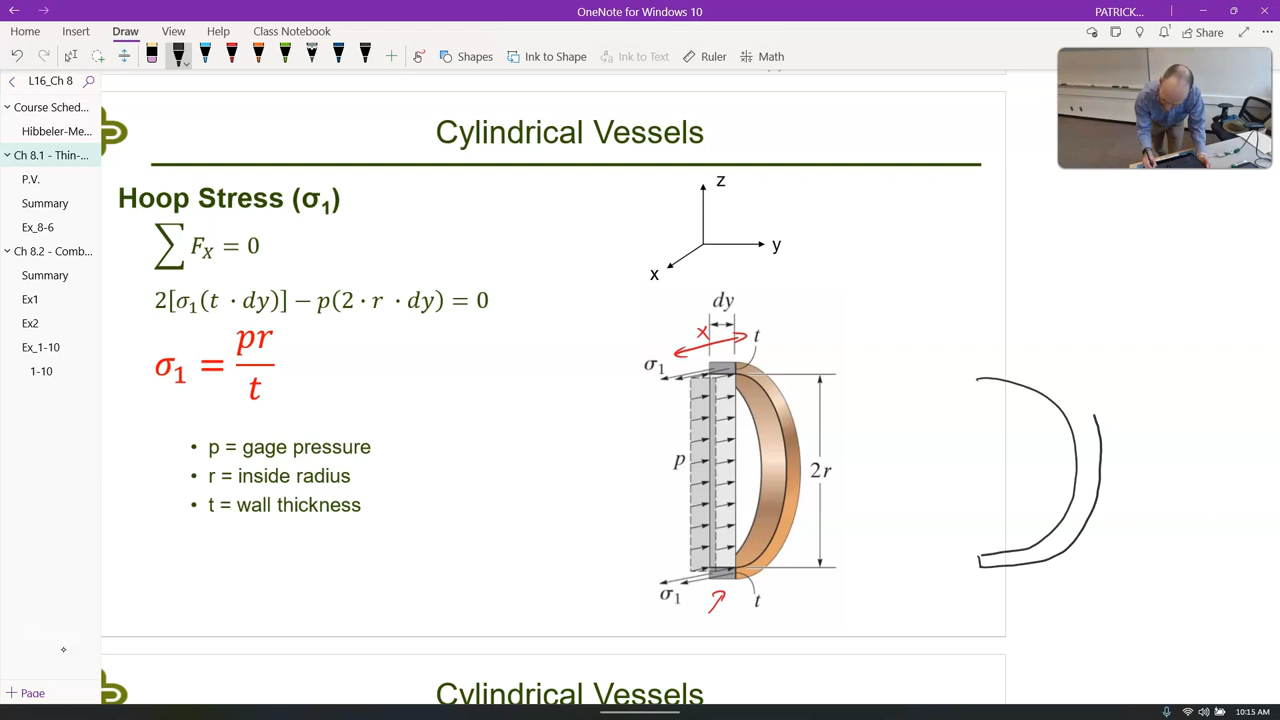 OneNote for Windows 10
PATRICK...
Home Insert Draw View Help Class Notebook
Share
Shapes Ink to Shape Ink to Text Ruler Math
L16_Ch 8
Course Sched...
Hibbeler-Me...
Ch 8.1 - Thin-...
P.V.
Summary
Ex_8-6
Ch 8.2 - Comb...
Summary
Ex1
Ex2
Ex_1-10
1-10
+ Page
Cylindrical Vessels
Hoop Stress (σ₁)
∑ F_X = 0
2[σ₁(t · dy)] − p(2 · r · dy) = 0
σ₁ = pr/t
• p = gage pressure
• r = inside radius
• t = wall thickness
z
y
x
dy
x
t
σ₁
p
2r
σ₁
t
Cylindrical Vessels
10:15 AM